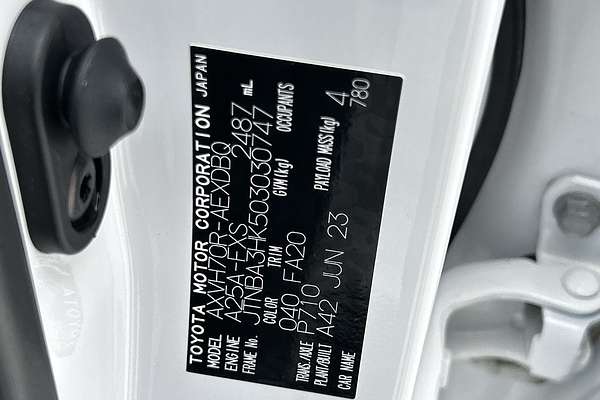 TOYOTA MOTOR CORPORATION JAPAN
MODEL AXVH70R-AEXDBQ
ENGINE A25A-FXS 2487 mL
FRAME No. JTNBA3HK503030747
COLOR TRIM GVM(kg) OCCUPANTS
040 FA20 4
TRANS./AXLE P710 PAYLOAD MASS(kg) 780
PLANT/BUILT A42 JUN 23
CAR NAME